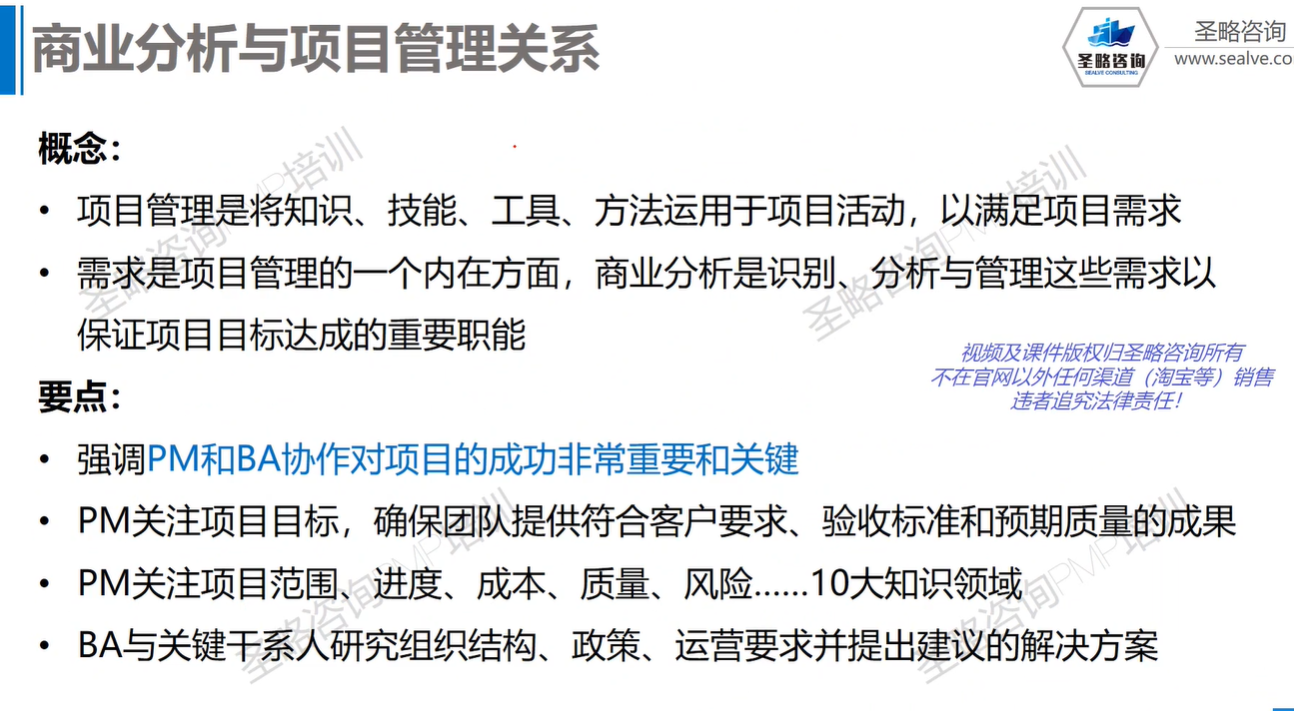 商业分析与项目管理关系
圣略咨询
SEALVE CONSULTING
圣略咨询
www.sealve.co
概念：
• 项目管理是将知识、技能、工具、方法运用于项目活动，以满足项目需求
• 需求是项目管理的一个内在方面，商业分析是识别、分析与管理这些需求以
保证项目目标达成的重要职能
视频及课件版权归圣略咨询所有
不在官网以外任何渠道（淘宝等）销售
违者追究法律责任！
要点：
• 强调PM和BA协作对项目的成功非常重要和关键
• PM关注项目目标，确保团队提供符合客户要求、验收标准和预期质量的成果
• PM关注项目范围、进度、成本、质量、风险......10大知识领域
• BA与关键干系人研究组织结构、政策、运营要求并提出建议的解决方案
圣略咨询PMP培训
圣略咨询PMP培训
圣略咨询PMP培训
圣略咨询PMP培训